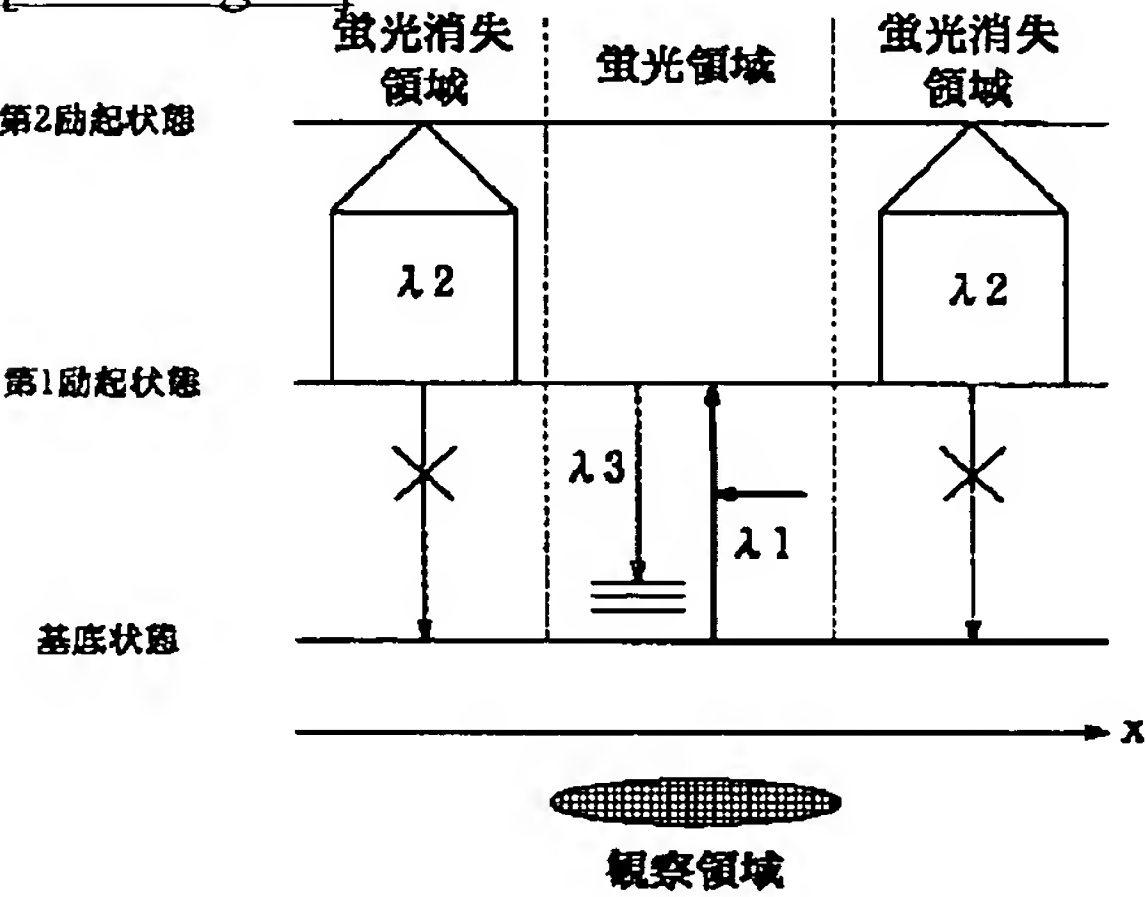 蛍光消失
領域
蛍光領域
蛍光消失
領域
第2励起状態
λ2
λ2
第1励起状態
λ3
λ1
基底状態
x
観察領域